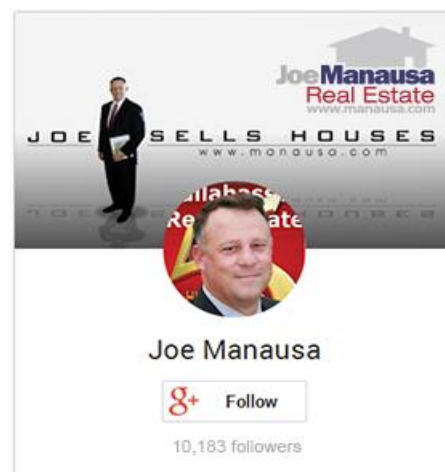 JoeManausa
Real Estate
www.manausa.com
JOE SELLS HOUSES
www.manausa.com
Joe Manausa
g+ Follow
10,183 followers